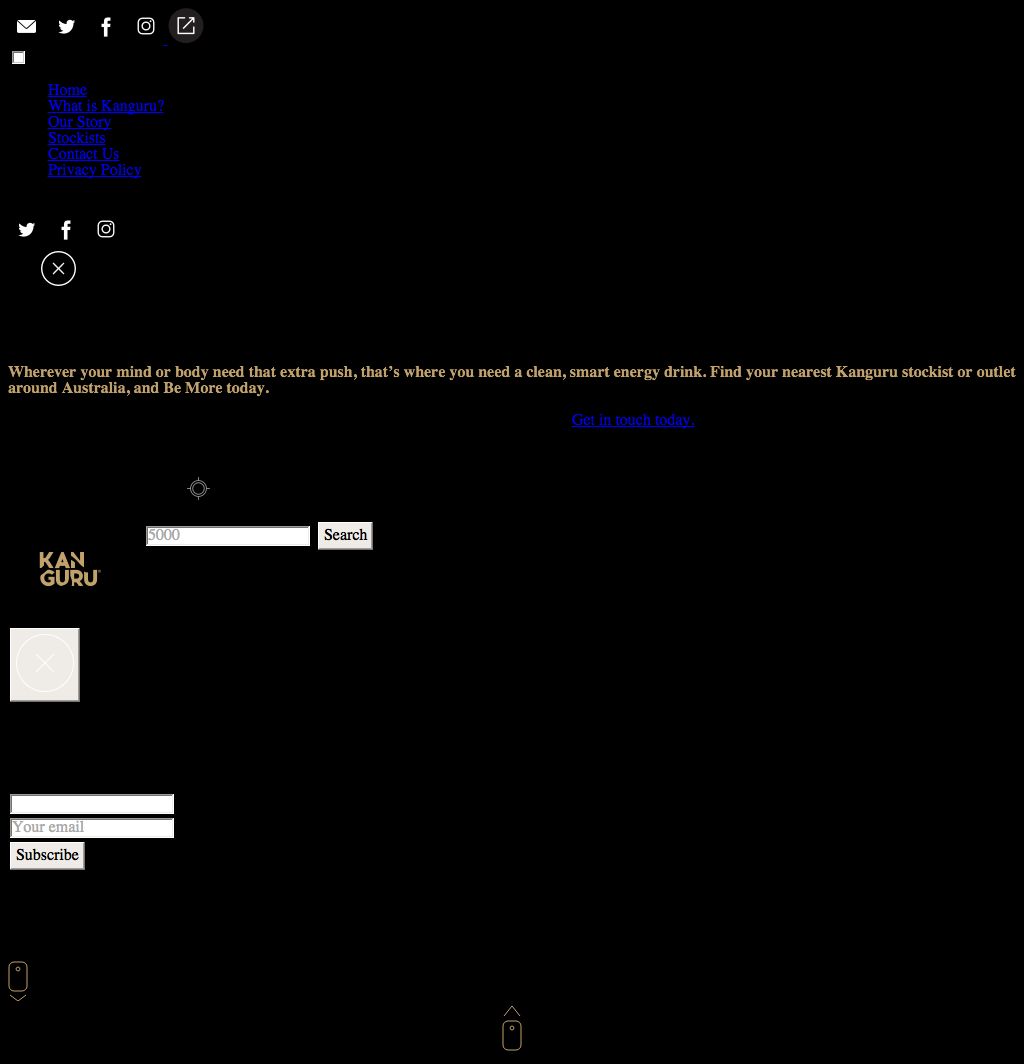 Home
What is Kanguru?
Our Story
Stockists
Contact Us
Privacy Policy
Wherever your mind or body need that extra push, that’s where you need a clean, smart energy drink. Find your nearest Kanguru stockist or outlet
around Australia, and Be More today.
Get in touch today.
5000
Search
KAN
GURU
Your email
Subscribe